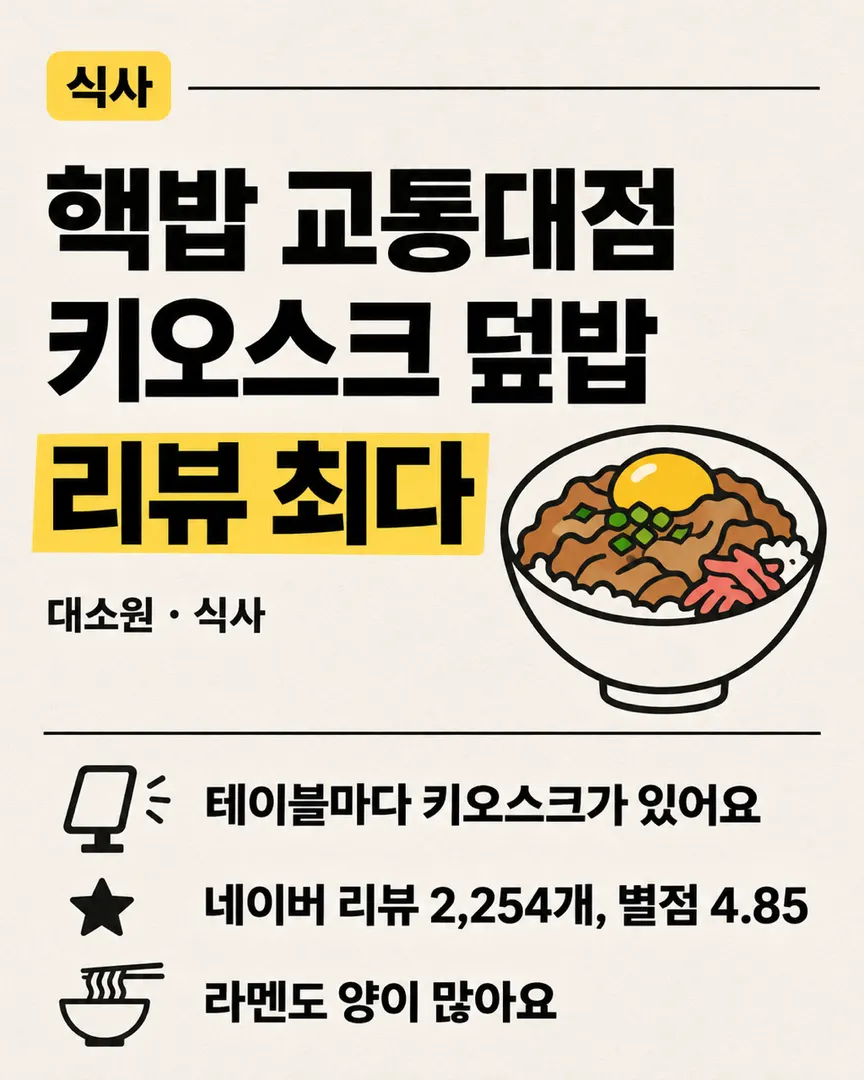 식사
핵밥 교통대점
키오스크 덮밥
리뷰 최다
대소원 · 식사
테이블마다 키오스크가 있어요
네이버 리뷰 2,254개, 별점 4.85
라멘도 양이 많아요